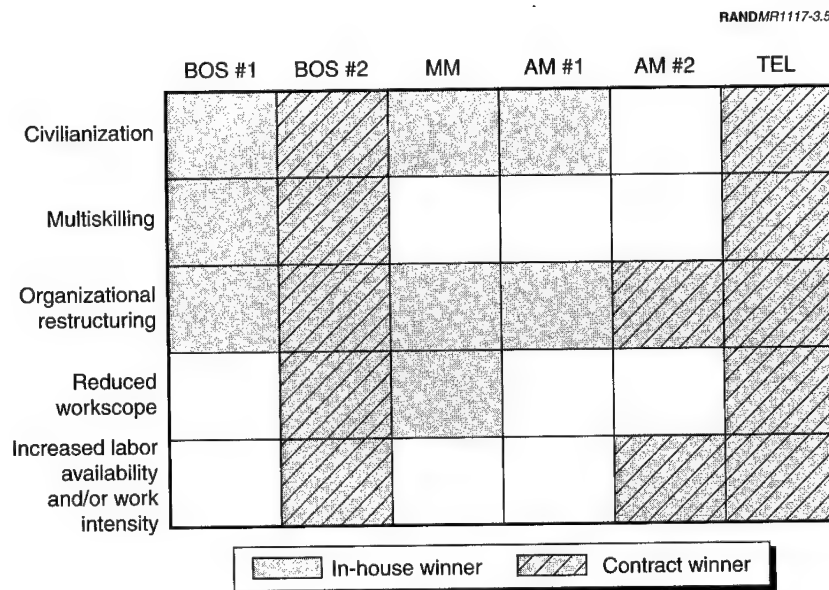 RANDMR1117-3.5
BOS #1 BOS #2 MM AM #1 AM #2 TEL
Civilianization
Multiskilling
Organizational
restructuring
Reduced
workscope
Increased labor
availability
and/or work
intensity
In-house winner Contract winner